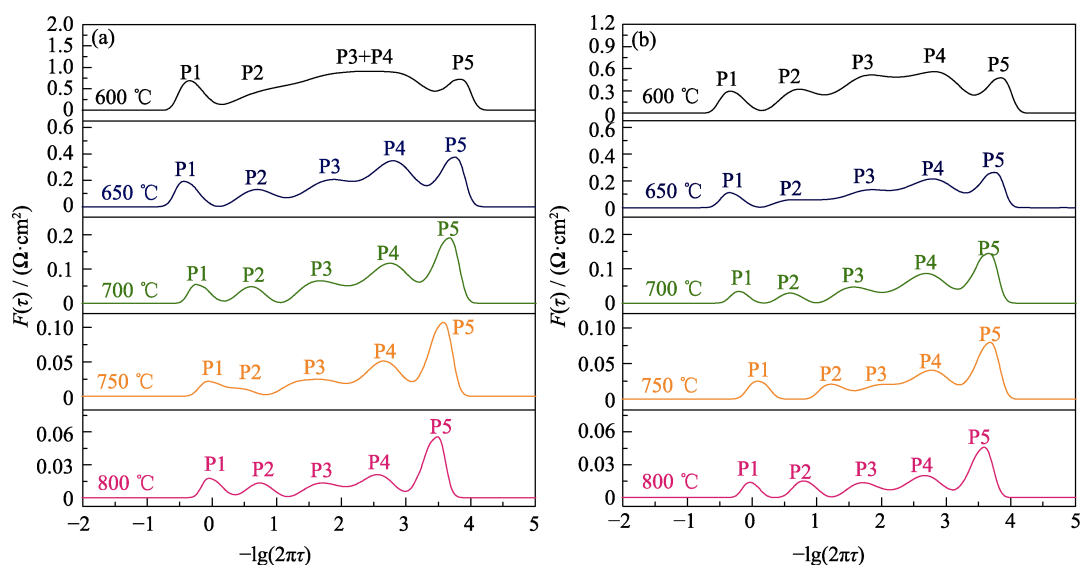 (a)
2.0
1.5
1.0
0.5
0
P1
P2
P3+P4
P5
600 ℃
0.6
0.4
0.2
0
P1
P2
P3
P4
P5
650 ℃
0.2
0.1
0
P1
P2
P3
P4
P5
700 ℃
0.10
0.05
0
P1
P2
P3
P4
P5
750 ℃
0.06
0.03
0
P1
P2
P3
P4
P5
800 ℃
−2 −1 0 1 2 3 4 5
−lg(2πτ)
F(τ) / (Ω·cm²)
(b)
1.2
0.9
0.6
0.3
0
P1
P2
P3
P4
P5
600 ℃
0.6
0.4
0.2
0
P1
P2
P3
P4
P5
650 ℃
0.2
0.1
0
P1
P2
P3
P4
P5
700 ℃
0.10
0.05
0
P1
P2
P3
P4
P5
750 ℃
0.06
0.03
0
P1
P2
P3
P4
P5
800 ℃
−2 −1 0 1 2 3 4 5
−lg(2πτ)
F(τ) / (Ω·cm²)